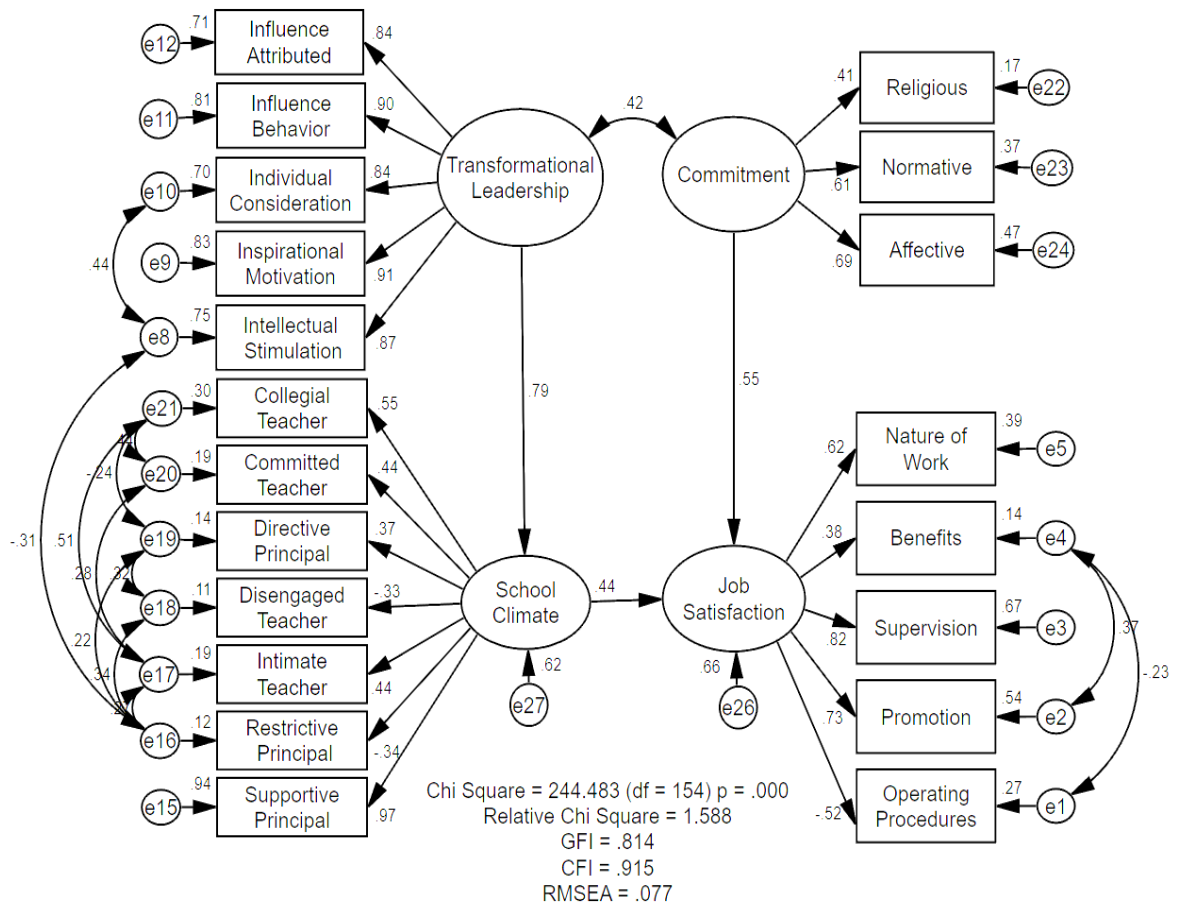 .71
e12
Influence
Attributed
.84
.81
e11
Influence
Behavior
.90
.70
e10
Individual
Consideration
.84
.83
e9
Inspirational
Motivation
.91
.44
.75
e8
Intellectual
Stimulation
.87
Transformational
Leadership
.42
Commitment
.41
Religious
.17
e22
.61
Normative
.37
e23
.69
Affective
.47
e24
.79
.55
.30
e21
Collegial
Teacher
.55
.19
e20
Committed
Teacher
.44
-.24
.14
e19
Directive
Principal
.37
-.31
.51
.28
.32
.11
e18
Disengaged
Teacher
-.33
.22
.34
.19
e17
Intimate
Teacher
.44
.12
e16
Restrictive
Principal
-.34
.94
e15
Supportive
Principal
.97
School
Climate
.44
.62
e27
Job
Satisfaction
.66
e26
.62
Nature of
Work
.39
e5
.38
Benefits
.14
e4
.82
Supervision
.67
e3
.37
-.23
.73
Promotion
.54
e2
-.52
Operating
Procedures
.27
e1
Chi Square = 244.483 (df = 154) p = .000
Relative Chi Square = 1.588
GFI = .814
CFI = .915
RMSEA = .077